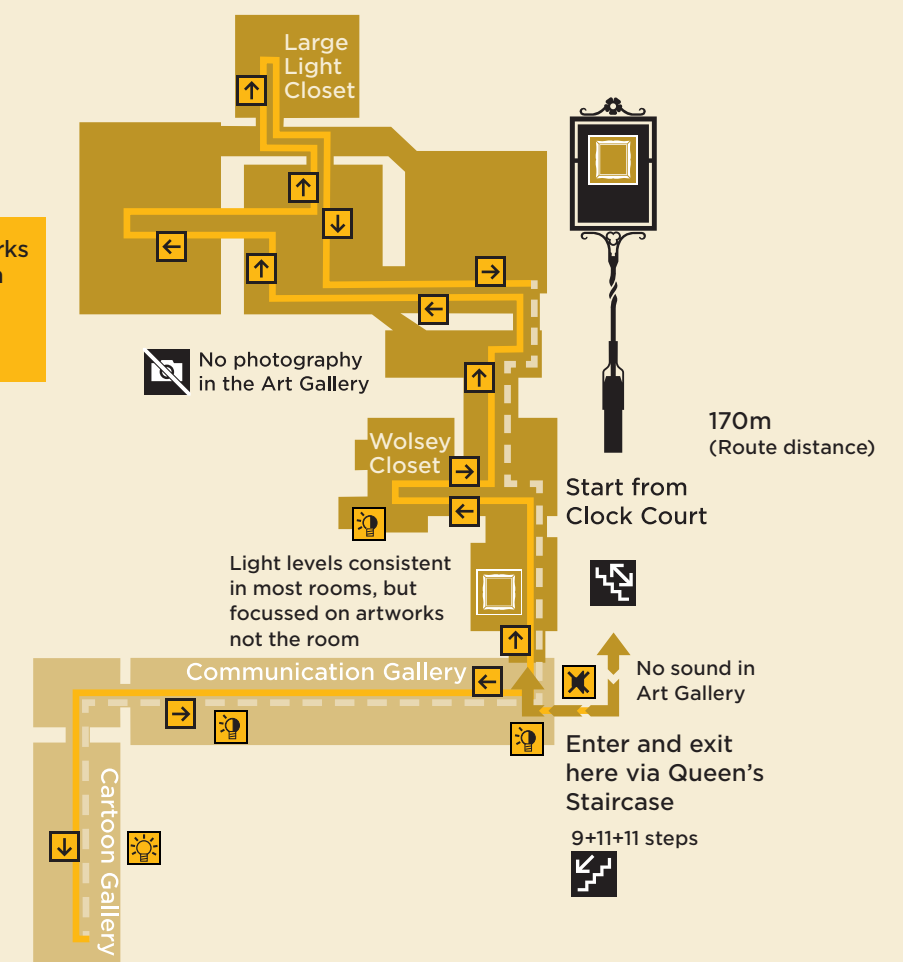 Large
Light
Closet
No photography
in the Art Gallery
170m
(Route distance)
Wolsey
Closet
Start from
Clock Court
Light levels consistent
in most rooms, but
focussed on artworks
not the room
Communication Gallery
No sound in
Art Gallery
Enter and exit
here via Queen's
Staircase
9+11+11 steps
Cartoon Gallery